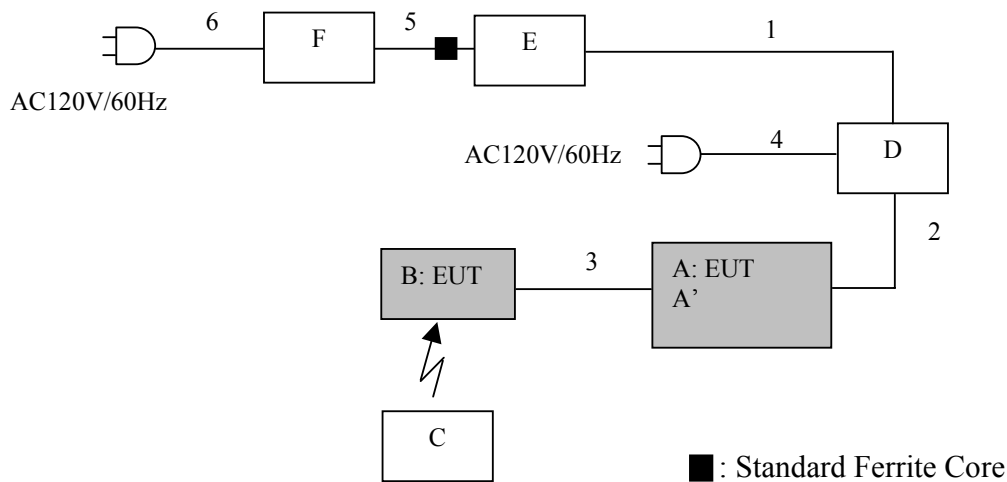 6
F
5
E
1
AC120V/60Hz
AC120V/60Hz
4
D
2
B: EUT
3
A: EUT
A’
C
: Standard Ferrite Core